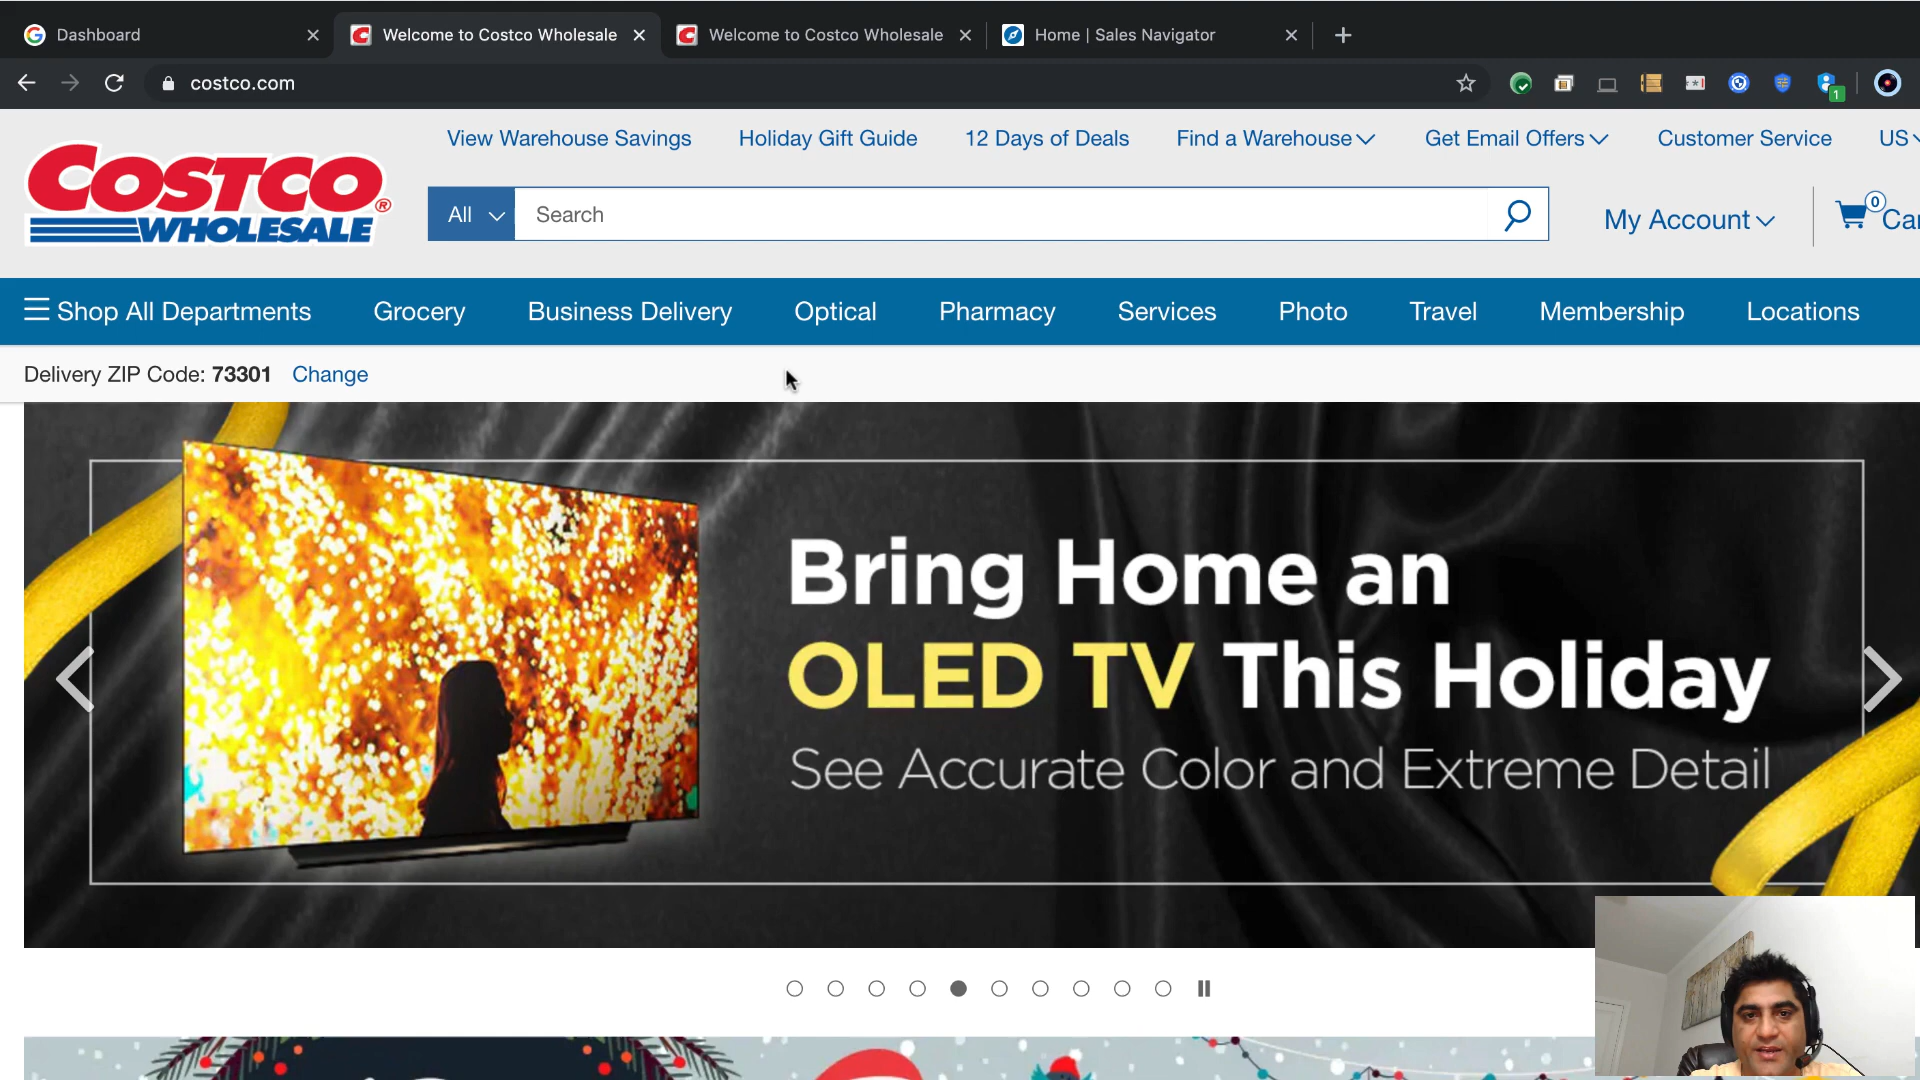 Dashboard
Welcome to Costco Wholesale
Welcome to Costco Wholesale
Home | Sales Navigator
costco.com
1
View Warehouse Savings
Holiday Gift Guide
12 Days of Deals
Find a Warehouse
Get Email Offers
Customer Service
US
COSTCO
WHOLESALE
All
Search
My Account
0
Car
Shop All Departments
Grocery
Business Delivery
Optical
Pharmacy
Services
Photo
Travel
Membership
Locations
Delivery ZIP Code: 73301 Change
Bring Home an
OLED TV This Holiday
See Accurate Color and Extreme Detail